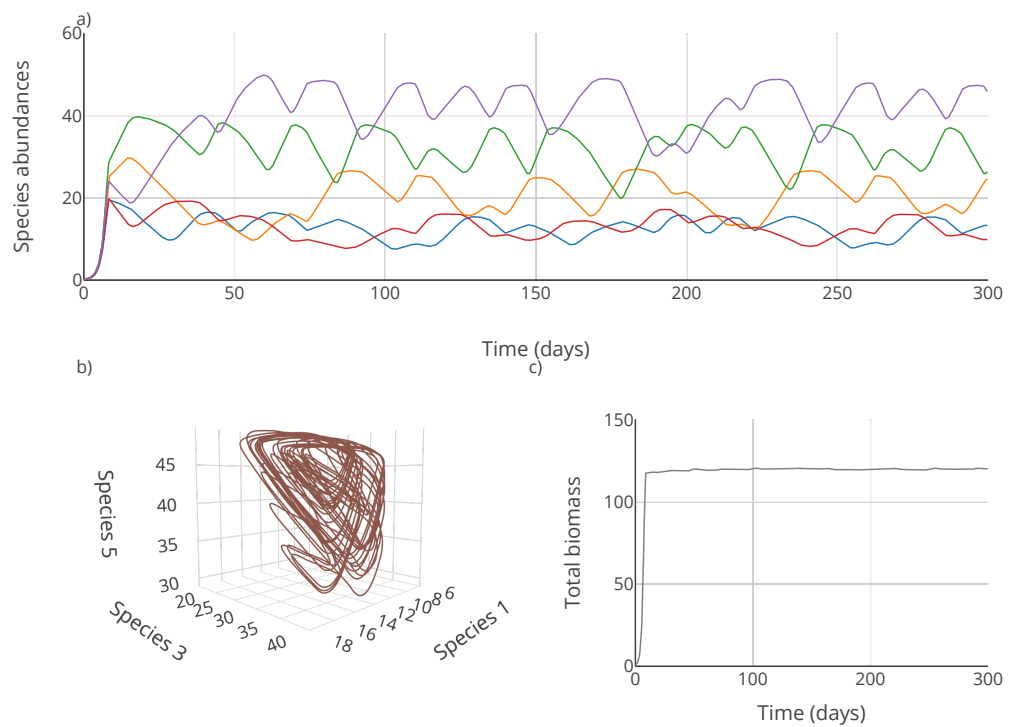 a)
60
40
20
0
Species abundances
0 50 100 150 200 250 300
Time (days)
b)
c)
45
40
35
30
Species 5
20 25 30 35 40
Species 3
18 16 14 12 10 8 6
Species 1
150
100
50
0
Total biomass
0 100 200 300
Time (days)